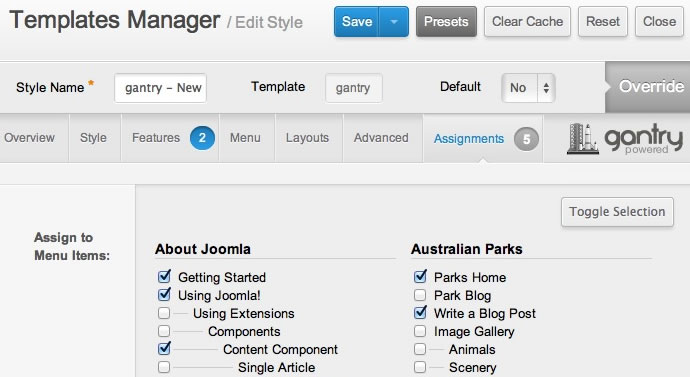 Templates Manager / Edit Style
Save
Presets
Clear Cache
Reset
Close
Style Name *
gantry – New
Template
gantry
Default
No
Override
Overview
Style
Features 2
Menu
Layouts
Advanced
Assignments 5
gantry
powered
Toggle Selection
Assign to
Menu Items:
About Joomla
Getting Started
Using Joomla!
Using Extensions
Components
Content Component
Single Article
Australian Parks
Parks Home
Park Blog
Write a Blog Post
Image Gallery
Animals
Scenery